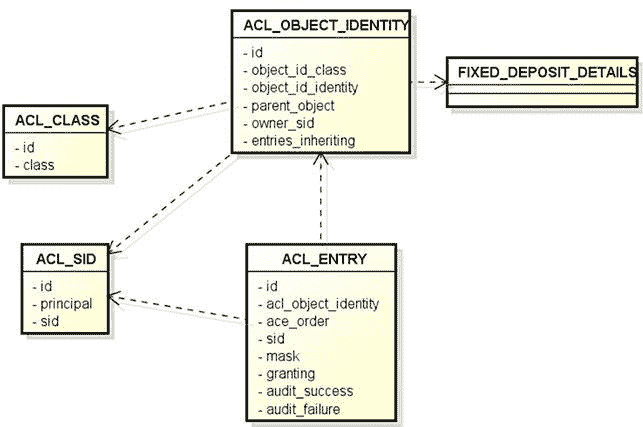 ACL_OBJECT_IDENTITY
- id
- object_id_class
- object_id_identity
- parent_object
- owner_sid
- entries_inheriting
FIXED_DEPOSIT_DETAILS
ACL_CLASS
- id
- class
ACL_SID
- id
- principal
- sid
ACL_ENTRY
- id
- acl_object_identity
- ace_order
- sid
- mask
- granting
- audit_success
- audit_failure